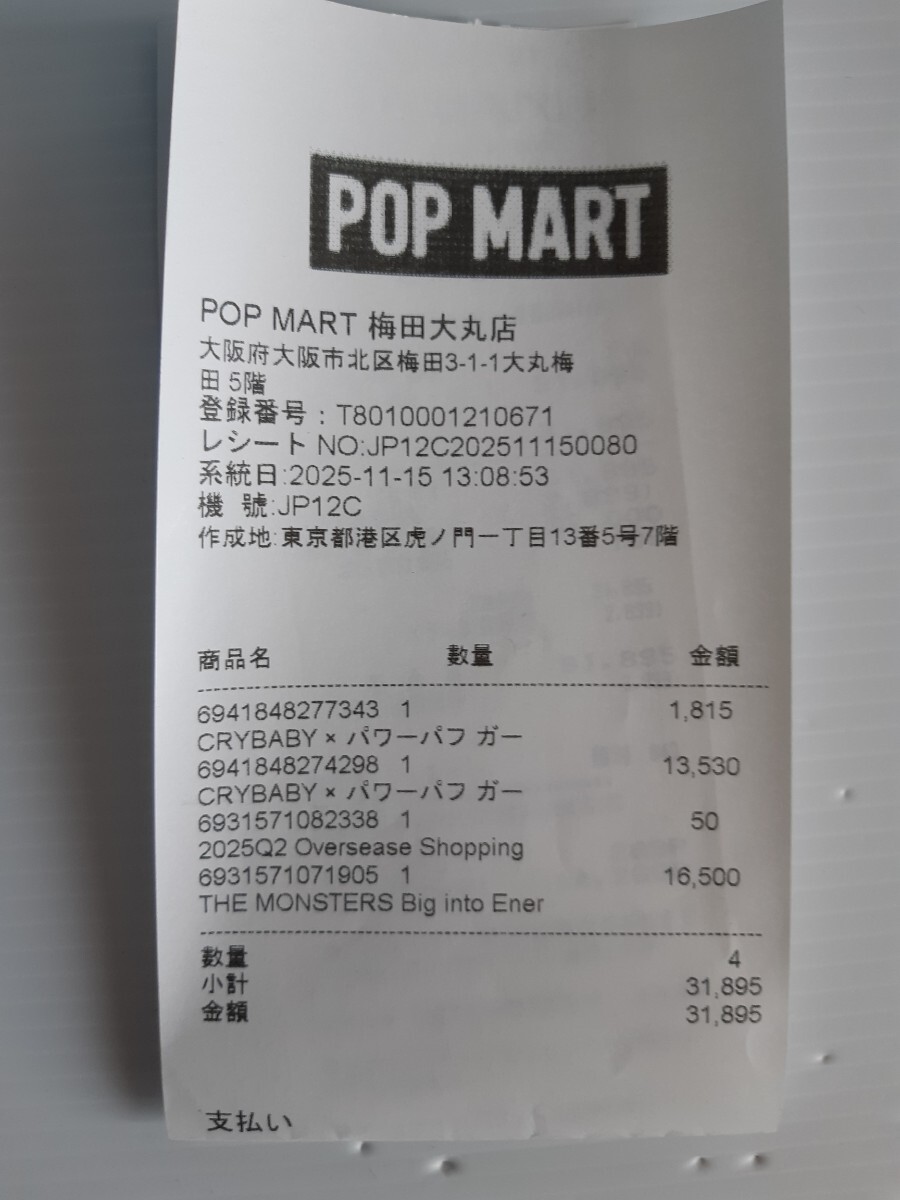 POP MART
POP MART 梅田大丸店
大阪府大阪市北区梅田3-1-1大丸梅
田 5階
登録番号 : T8010001210671
レシート NO:JP12C202511150080
系統日:2025-11-15 13:08:53
機 號:JP12C
作成地:東京都港区虎ノ門一丁目13番5号7階
商品名 數量 金額
6941848277343 1 1,815
CRYBABY × パワーパフ ガー
6941848274298 1 13,530
CRYBABY × パワーパフ ガー
6931571082338 1 50
2025Q2 Oversease Shopping
6931571071905 1 16,500
THE MONSTERS Big into Ener
數量 4
小計 31,895
金額 31,895
支払い